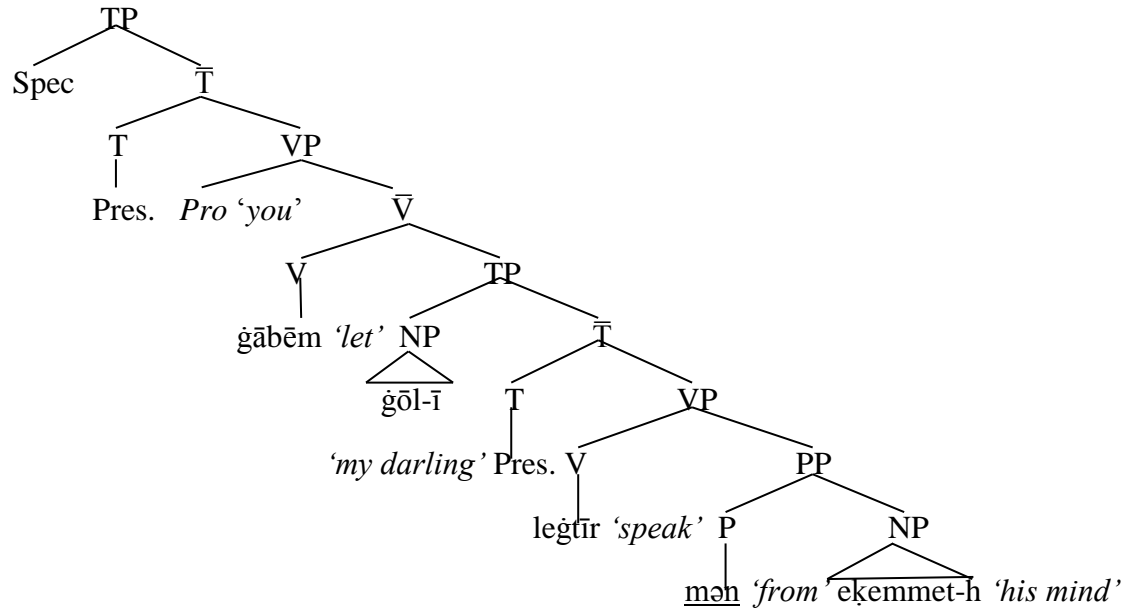 TP
Spec T̅
T VP
Pres. Pro ‘you’ V̅
V TP
ġābēm ‘let’ NP T̅
ġōl-ī T VP
‘my darling’ Pres. V PP
leġtīr ‘speak’ P NP
mən ‘from’ eḳemmet-h ‘his mind’